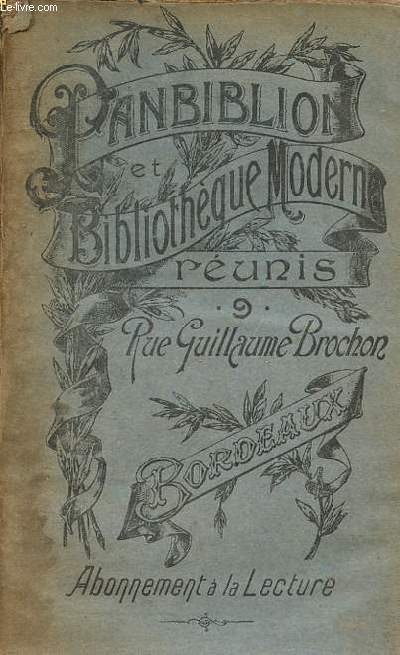 Le-livre.com
PANBIBLION
et
Bibliothèque Moderne
réunis
· 9 ·
Rue Guillaume Brochon
BORDEAUX
Abonnement à la Lecture